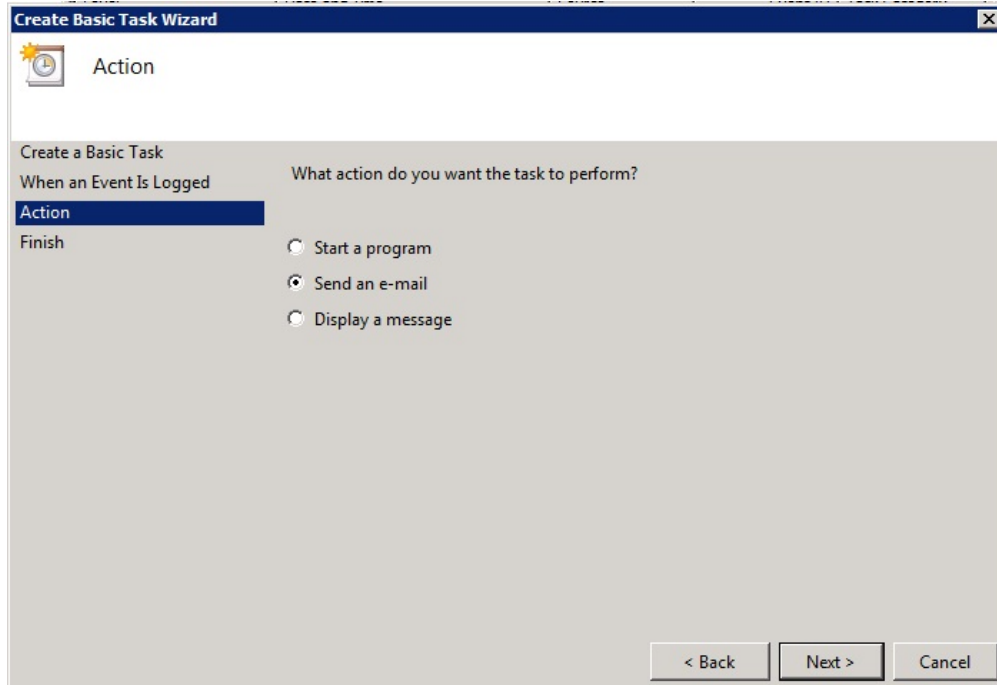 Create Basic Task Wizard
Action
Create a Basic Task
When an Event Is Logged
Action
Finish
What action do you want the task to perform?
Start a program
Send an e-mail
Display a message
< Back
Next >
Cancel